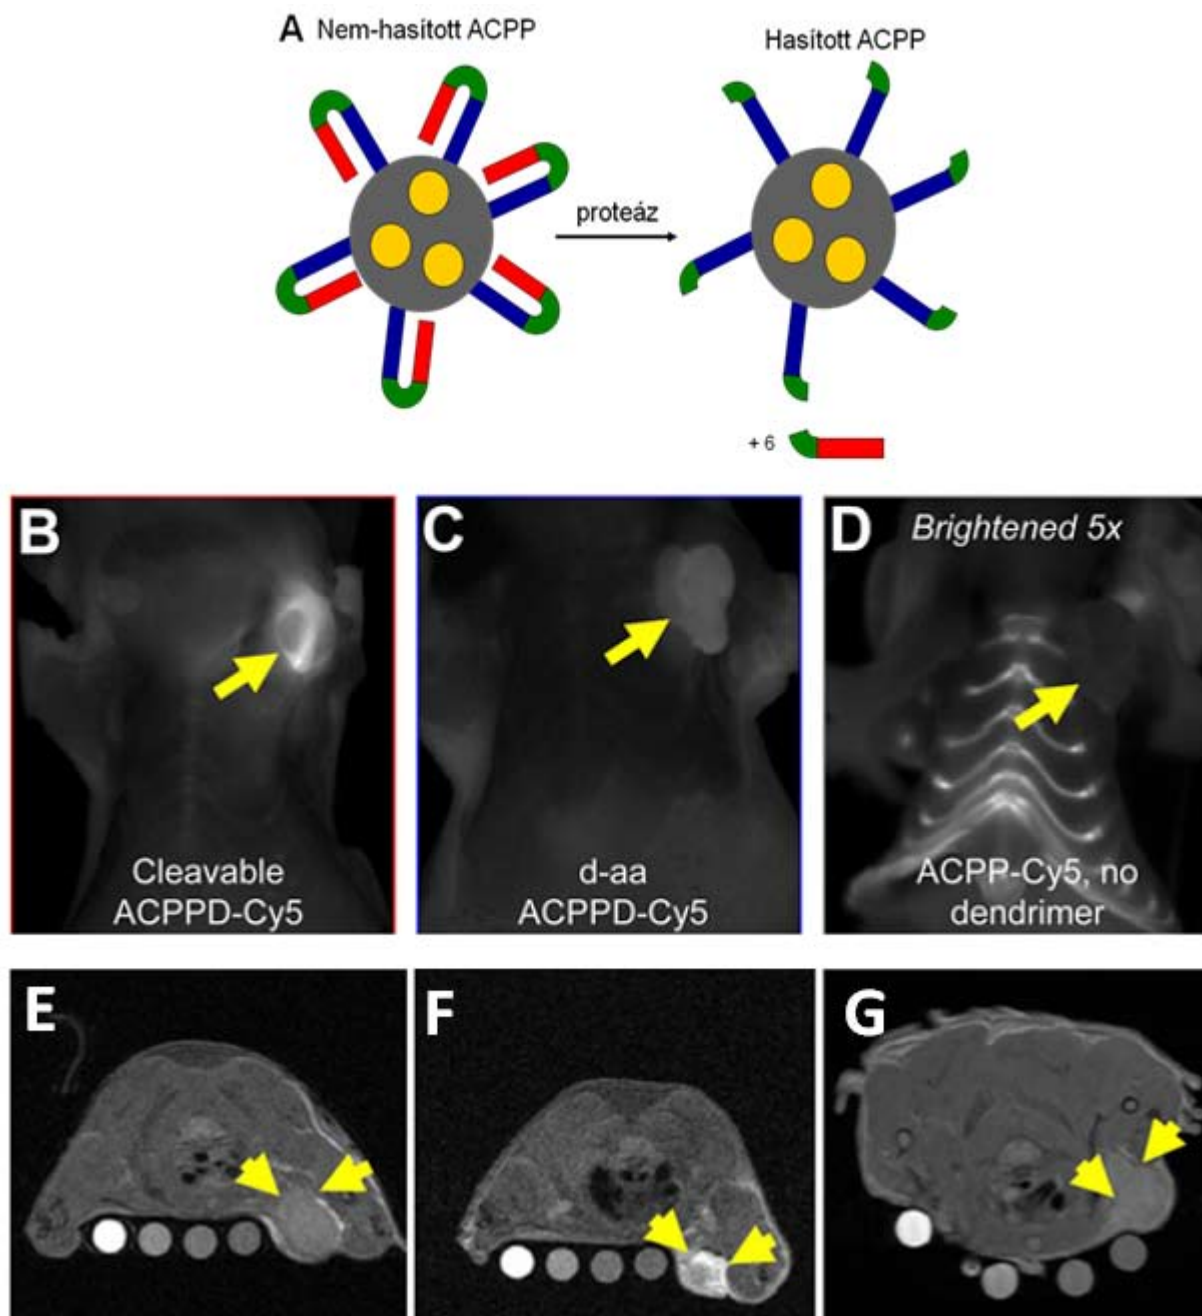 A Nem-hasított ACPP
Hasított ACPP
proteáz
+ 6
B
Cleavable
ACPPD-Cy5
C
d-aa
ACPPD-Cy5
D
Brightened 5x
ACPP-Cy5, no
dendrimer
E
F
G